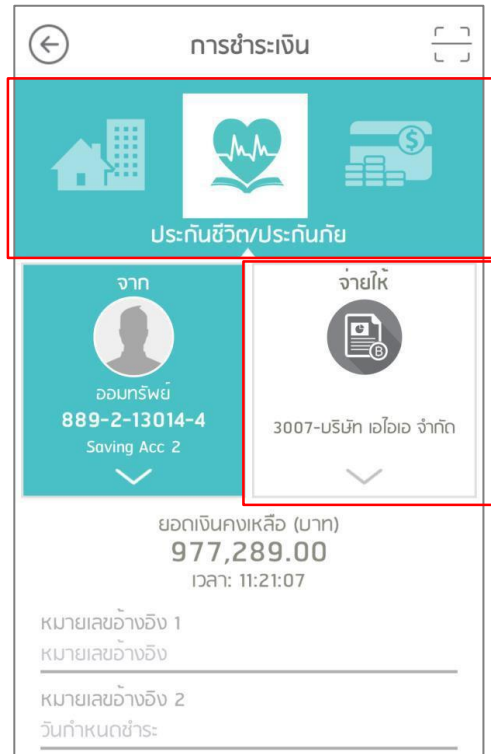 การชำระเงิน
$
ประกันชีวิต/ประกันภัย
จาก
ออมทรัพย์
889-2-13014-4
Saving Acc 2
จ่ายให้
B
3007-บริษัท เอไอเอ จำกัด
ยอดเงินคงเหลือ (บาท)
977,289.00
เวลา: 11:21:07
หมายเลขอ้างอิง 1
หมายเลขอ้างอิง
หมายเลขอ้างอิง 2
วันกำหนดชำระ